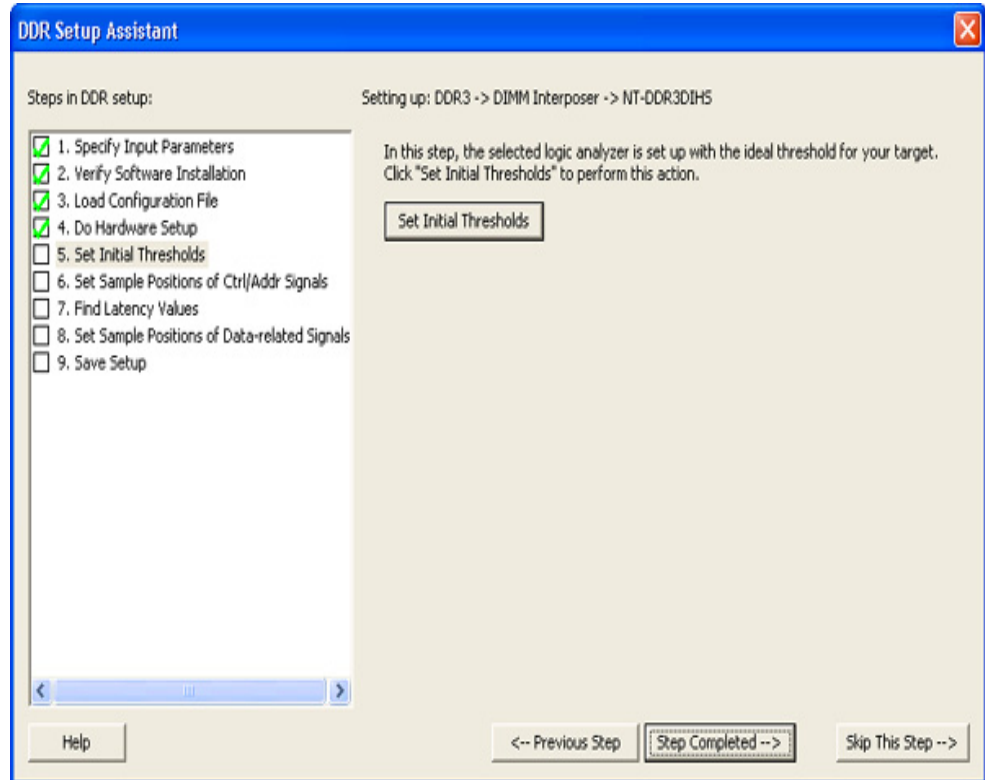 DDR Setup Assistant
Steps in DDR setup:
Setting up: DDR3 -> DIMM Interposer -> NT-DDR3DIHS
1. Specify Input Parameters
2. Verify Software Installation
3. Load Configuration File
4. Do Hardware Setup
5. Set Initial Thresholds
6. Set Sample Positions of Ctrl/Addr Signals
7. Find Latency Values
8. Set Sample Positions of Data-related Signals
9. Save Setup
In this step, the selected logic analyzer is set up with the ideal threshold for your target.
Click "Set Initial Thresholds" to perform this action.
Set Initial Thresholds
Help
<-- Previous Step
Step Completed -->
Skip This Step -->